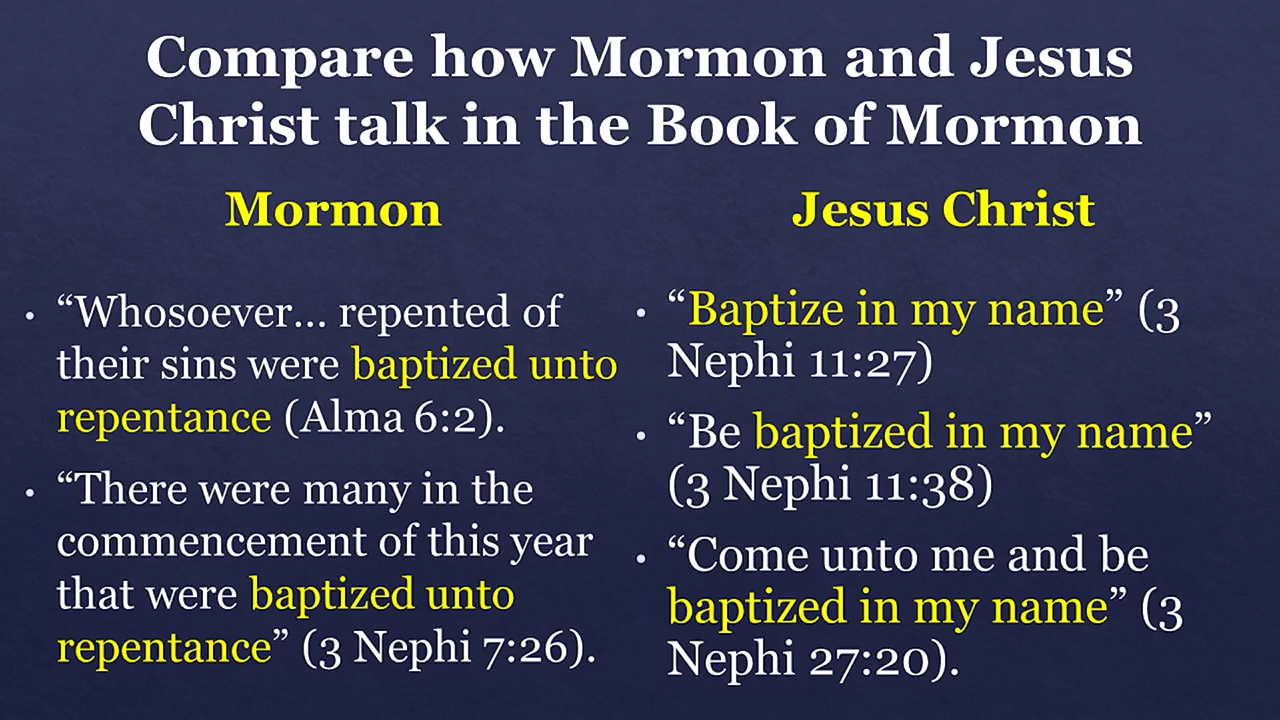 Compare how Mormon and Jesus
Christ talk in the Book of Mormon
Mormon
• “Whosoever... repented of
their sins were baptized unto
repentance (Alma 6:2).
• “There were many in the
commencement of this year
that were baptized unto
repentance” (3 Nephi 7:26).
Jesus Christ
• “Baptize in my name” (3
Nephi 11:27)
• “Be baptized in my name”
(3 Nephi 11:38)
• “Come unto me and be
baptized in my name” (3
Nephi 27:20).